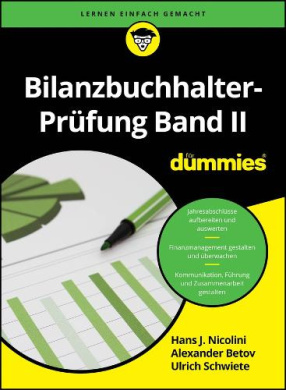 LERNEN EINFACH GEMACHT
Bilanzbuchhalter-
Prüfung Band II
für
dummies
Jahresabschlüsse
aufbereiten und
auswerten
Finanzmanagement gestalten
und überwachen
Kommunikation, Führung
und Zusammenarbeit
gestalten
Hans J. Nicolini
Alexander Betov
Ulrich Schwiete